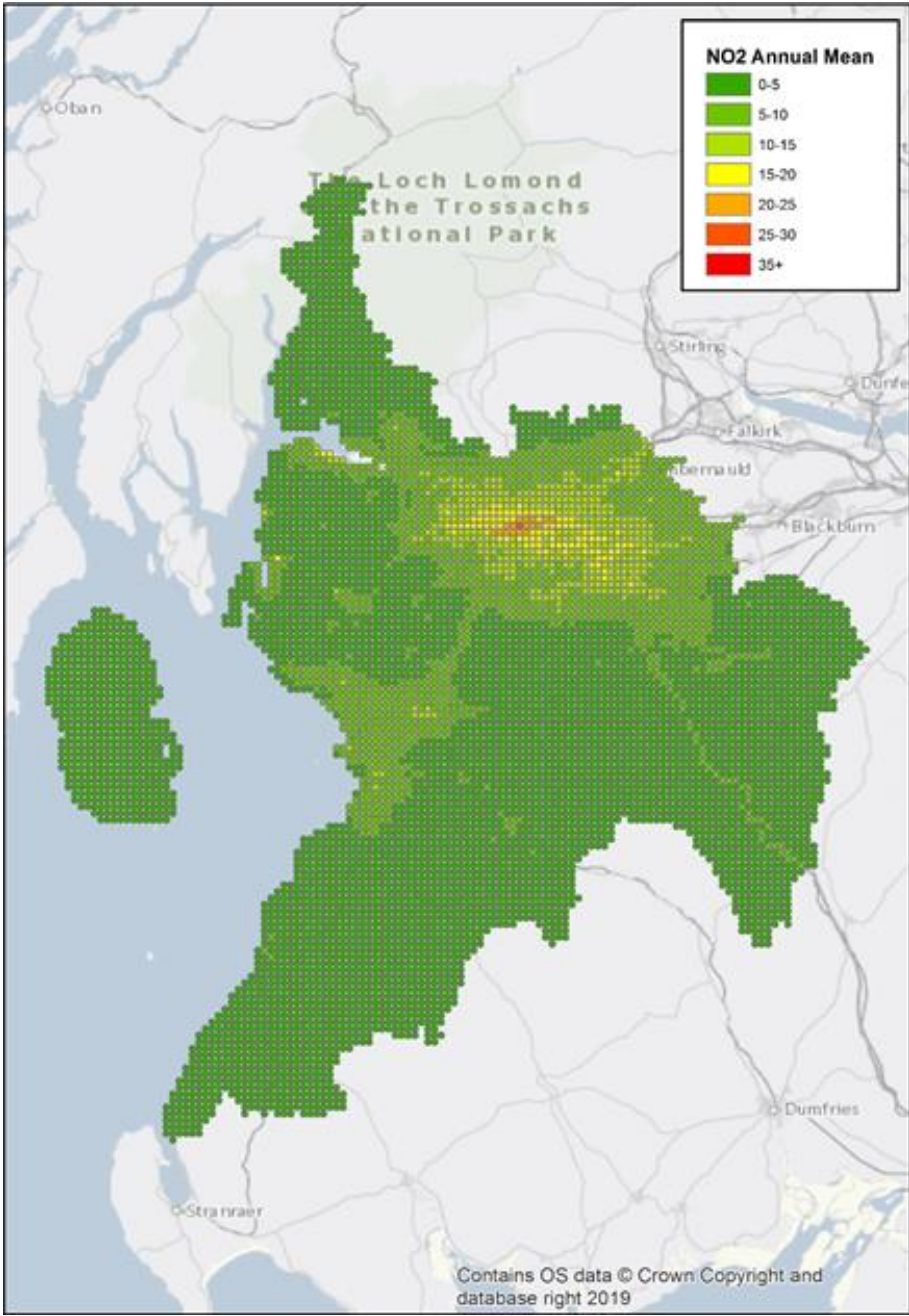 NO2 Annual Mean
0-5
5-10
10-15
15-20
20-25
25-30
35+
Oban
The Loch Lomond
the Trossachs
ational Park
Stirling
Dunfe
Falkirk
bernauld
Blackburn
Dumfries
Stranraer
Contains OS data © Crown Copyright and
database right 2019